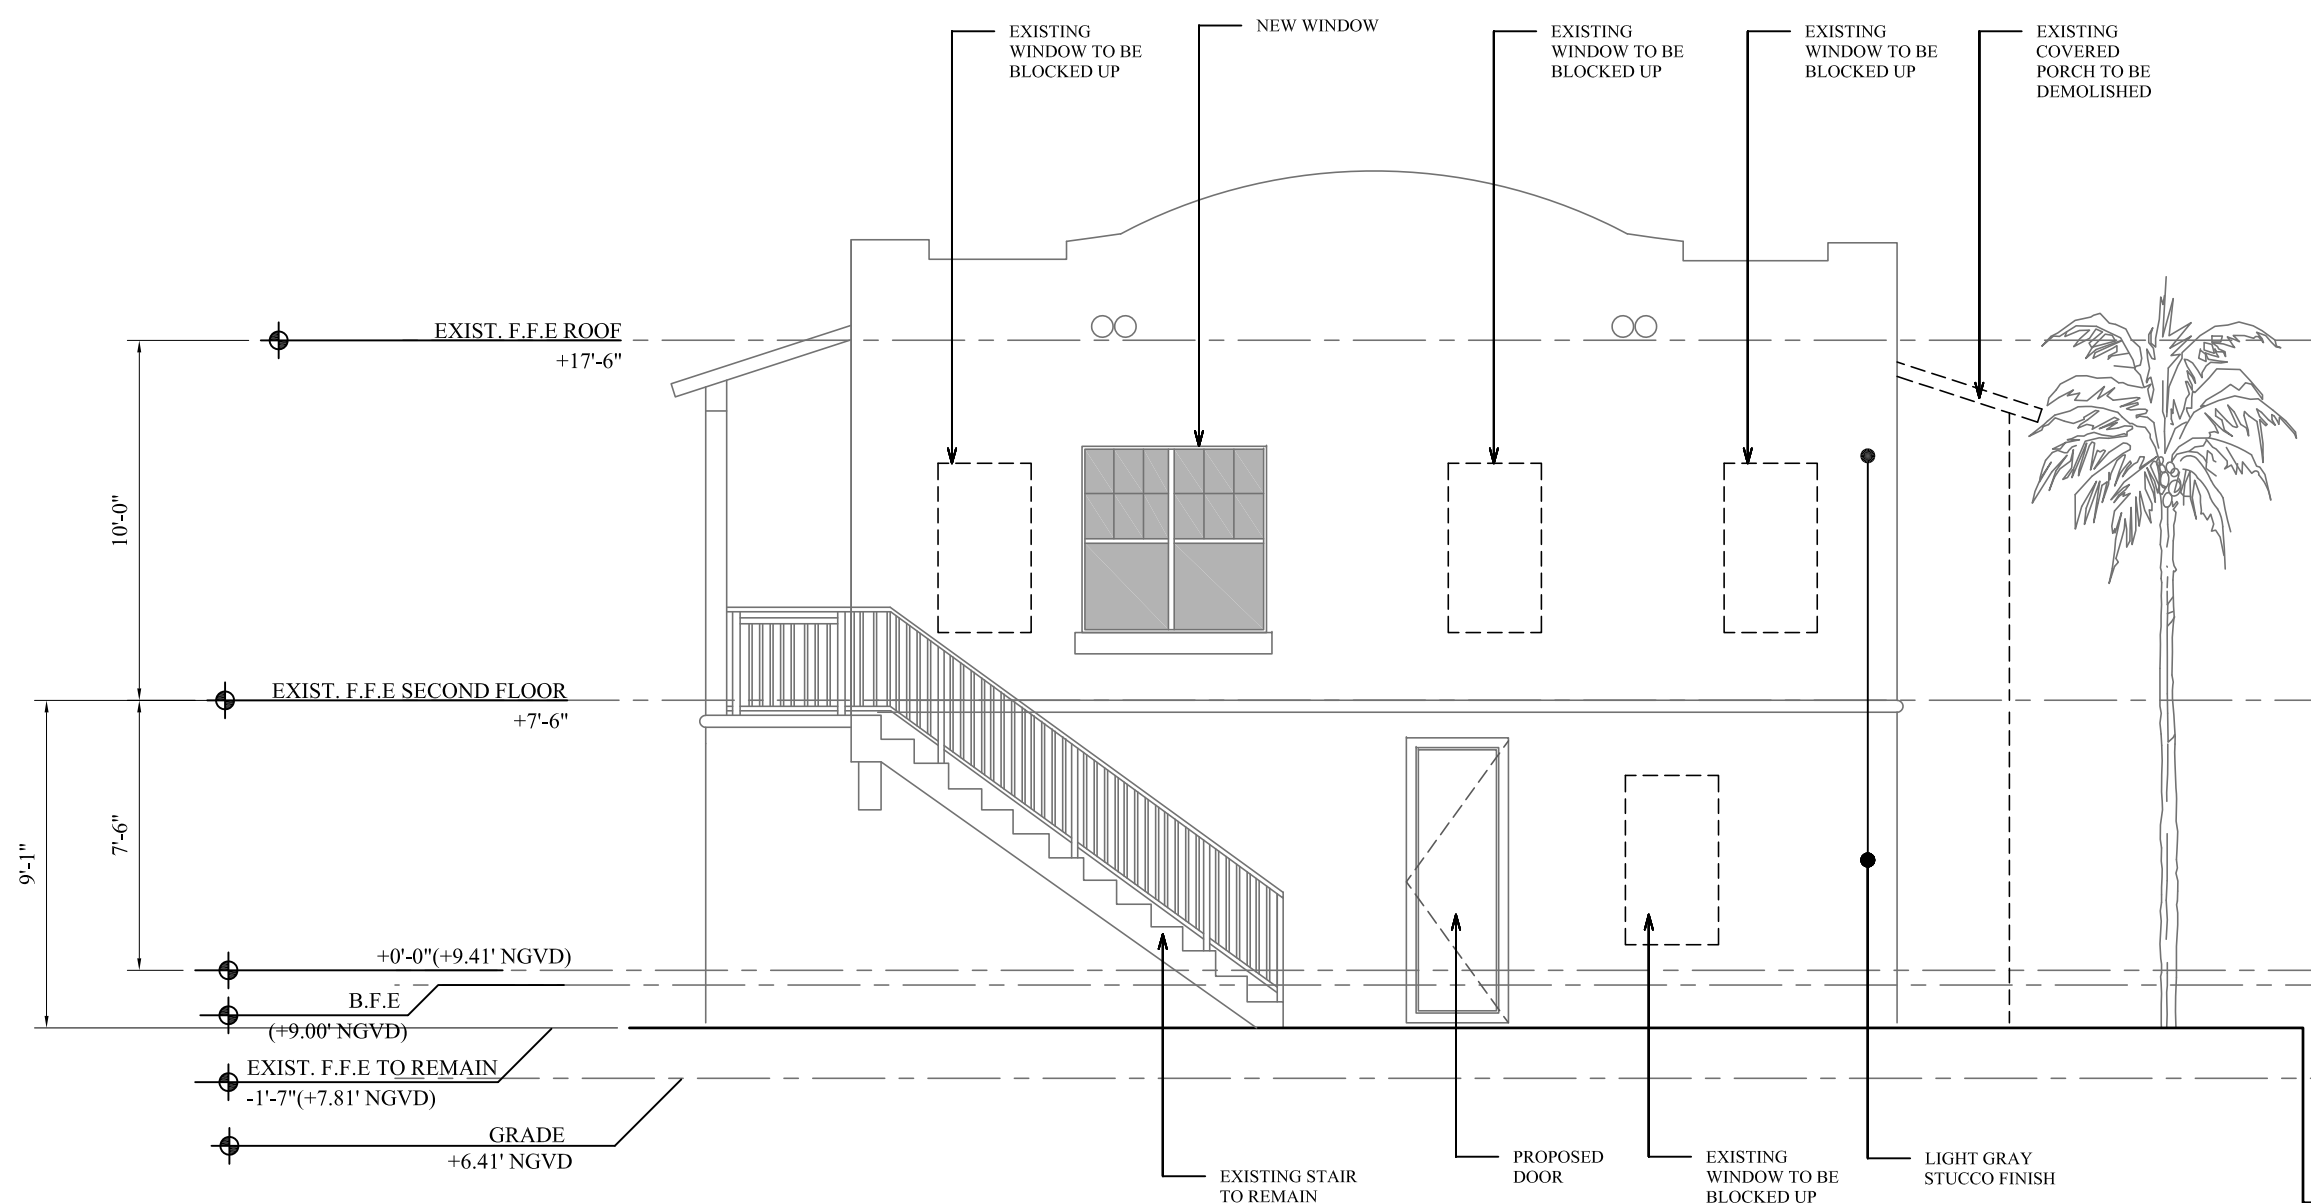 EXISTING
WINDOW TO BE
BLOCKED UP
NEW WINDOW
EXISTING
WINDOW TO BE
BLOCKED UP
EXISTING
WINDOW TO BE
BLOCKED UP
EXISTING
COVERED
PORCH TO BE
DEMOLISHED
EXIST. F.F.E ROOF
+17'-6"
10'-0"
EXIST. F.F.E SECOND FLOOR
+7'-6"
7'-6"
9'-1"
+0'-0"(+9.41' NGVD)
B.F.E
(+9.00' NGVD)
EXIST. F.F.E TO REMAIN
-1'-7"(+7.81' NGVD)
GRADE
+6.41' NGVD
EXISTING STAIR
TO REMAIN
PROPOSED
DOOR
EXISTING
WINDOW TO BE
BLOCKED UP
LIGHT GRAY
STUCCO FINISH